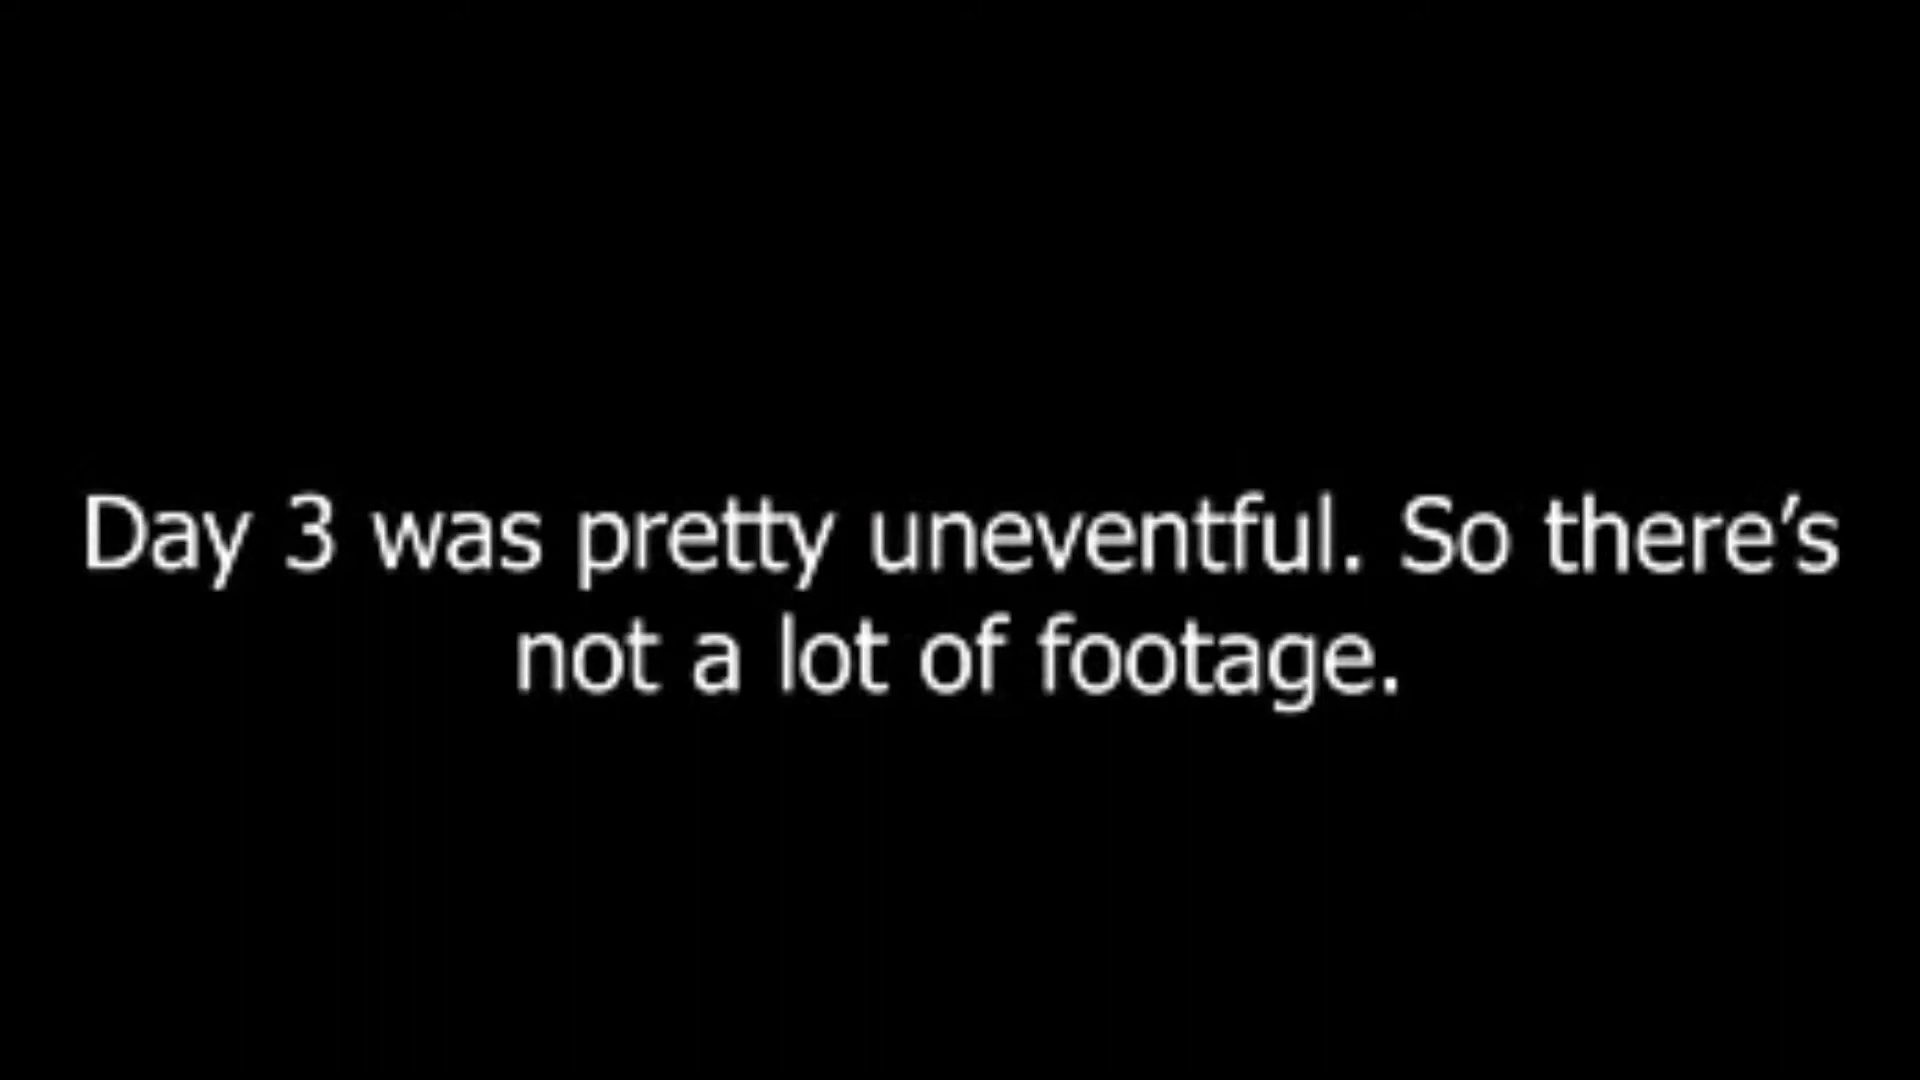 Day 3 was pretty uneventful. So there’s
not a lot of footage.